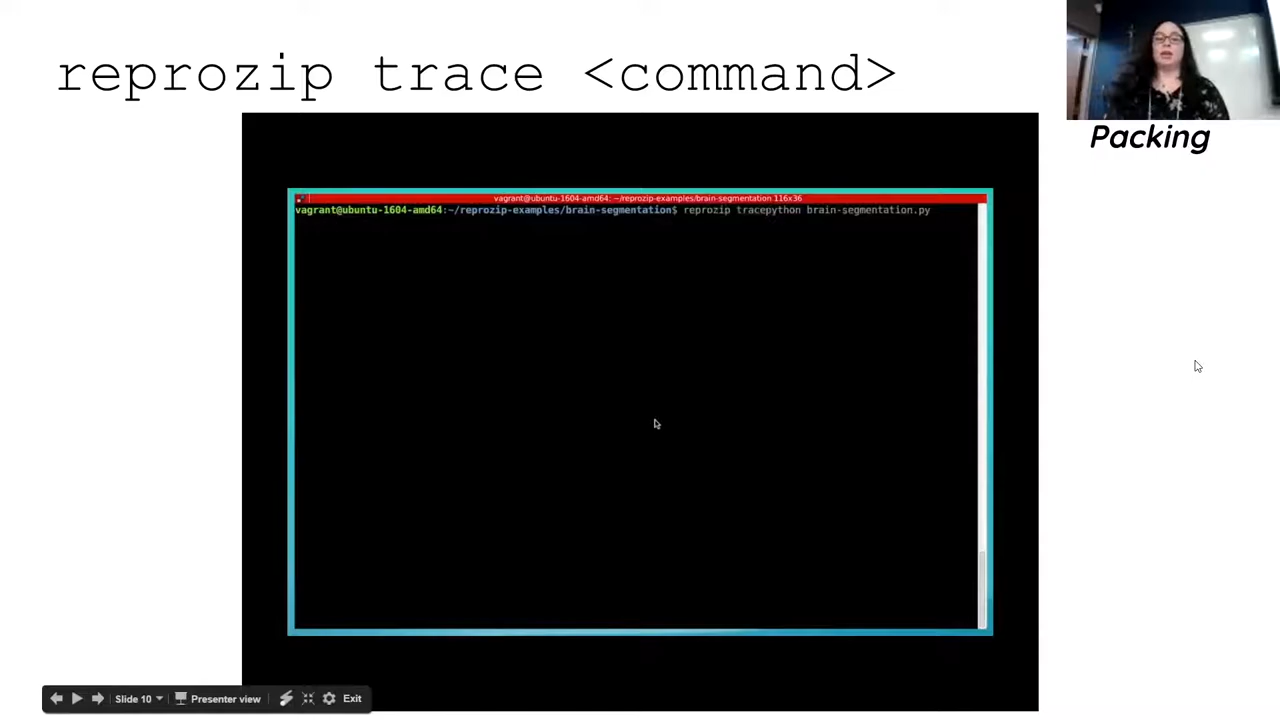 reprozip trace <command>
Packing
vagrant@ubuntu-1604-amd64: ~/reprozip-examples/brain-segmentation 116x36
vagrant@ubuntu-1604-amd64:~/reprozip-examples/brain-segmentation$ reprozip tracepython brain-segmentation.py
Slide 10 Presenter view Exit